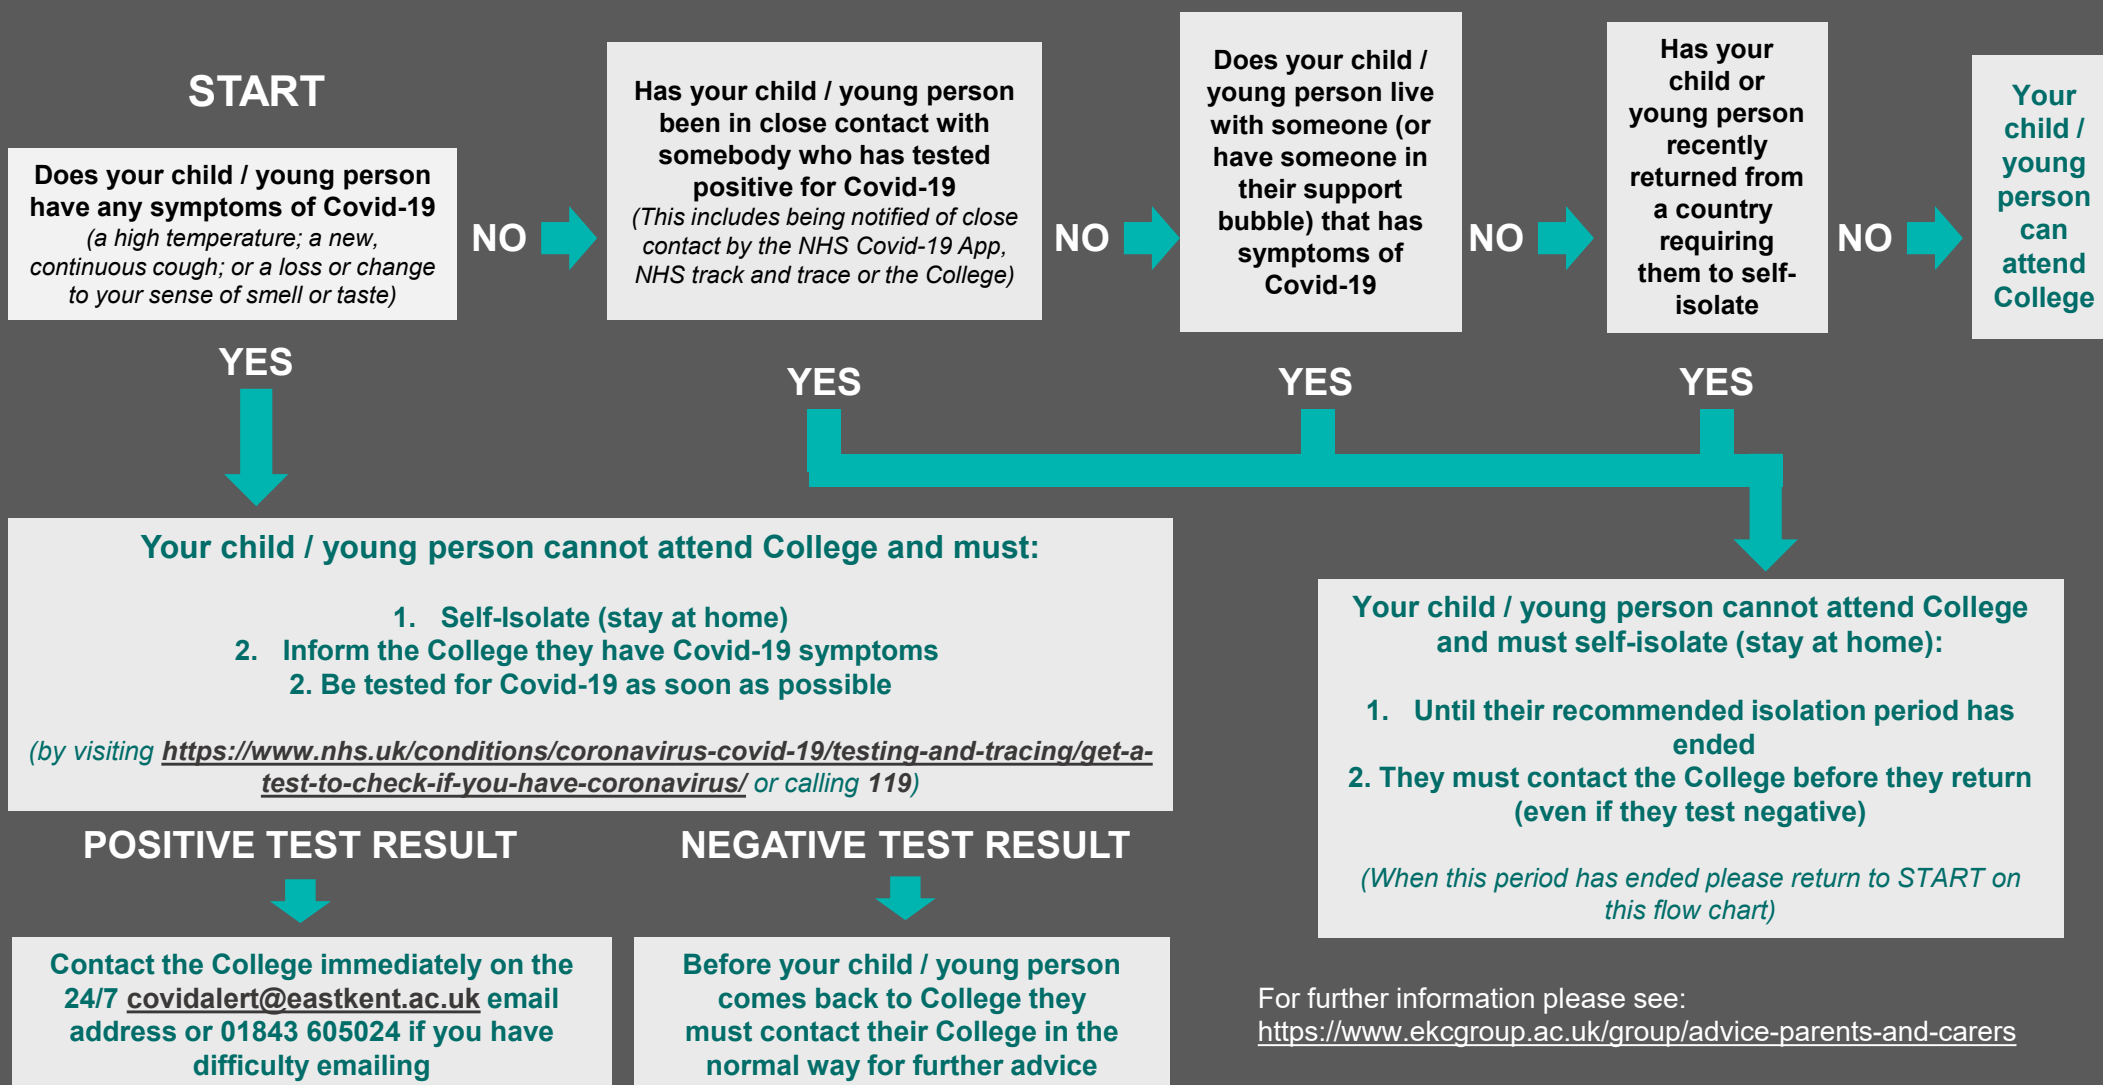 START
Does your child / young person
have any symptoms of Covid-19
(a high temperature; a new,
continuous cough; or a loss or change
to your sense of smell or taste)
NO
Has your child / young person
been in close contact with
somebody who has tested
positive for Covid-19
(This includes being notified of close
contact by the NHS Covid-19 App,
NHS track and trace or the College)
NO
Does your child /
young person live
with someone (or
have someone in
their support
bubble) that has
symptoms of
Covid-19
NO
Has your
child or
young person
recently
returned from
a country
requiring
them to self-
isolate
NO
Your
child /
young
person
can
attend
College
YES
YES
YES
YES
Your child / young person cannot attend College and must:
1. Self-Isolate (stay at home)
2. Inform the College they have Covid-19 symptoms
2. Be tested for Covid-19 as soon as possible
(by visiting https://www.nhs.uk/conditions/coronavirus-covid-19/testing-and-tracing/get-a-
test-to-check-if-you-have-coronavirus/ or calling 119)
Your child / young person cannot attend College
and must self-isolate (stay at home):
1. Until their recommended isolation period has
ended
2. They must contact the College before they return
(even if they test negative)
(When this period has ended please return to START on
this flow chart)
POSITIVE TEST RESULT
NEGATIVE TEST RESULT
Contact the College immediately on the
24/7 covidalert@eastkent.ac.uk email
address or 01843 605024 if you have
difficulty emailing
Before your child / young person
comes back to College they
must contact their College in the
normal way for further advice
For further information please see:
https://www.ekcgroup.ac.uk/group/advice-parents-and-carers